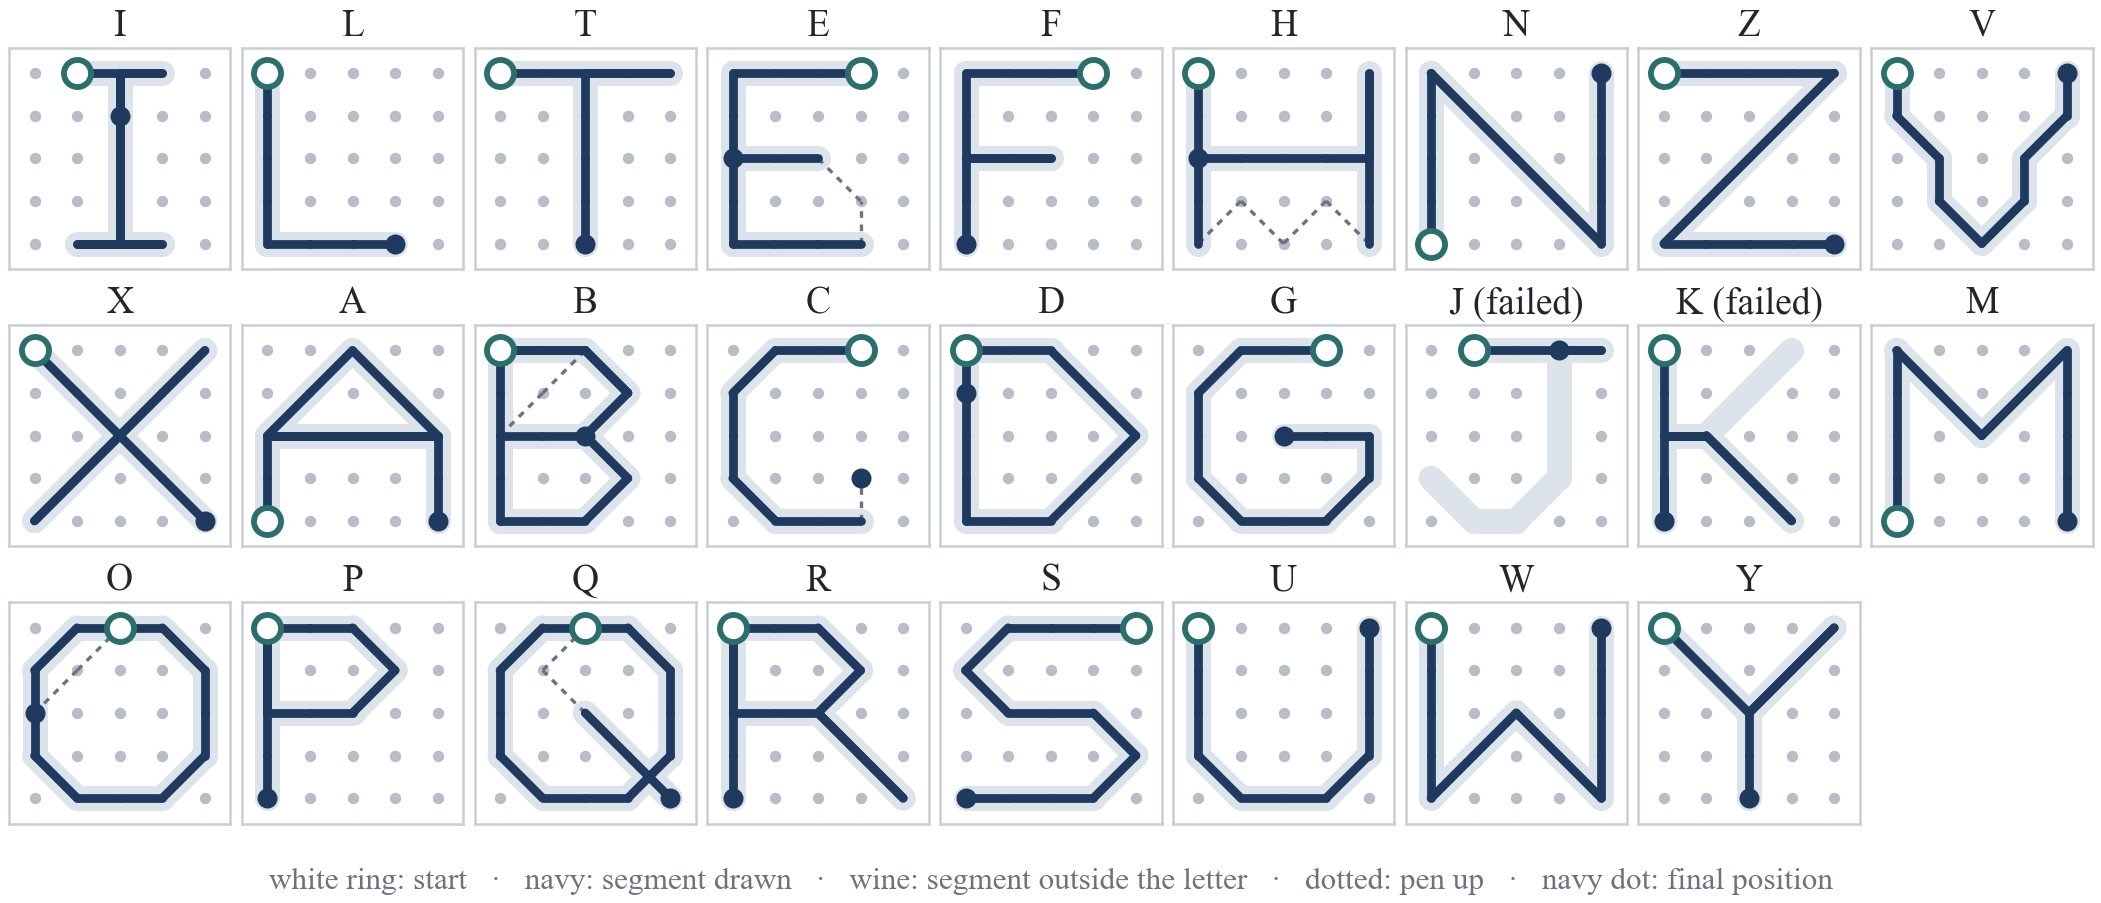 I L T E F H N Z V
X A B C D G J (failed) K (failed) M
O P Q R S U W Y
white ring: start · navy: segment drawn · wine: segment outside the letter · dotted: pen up · navy dot: final position